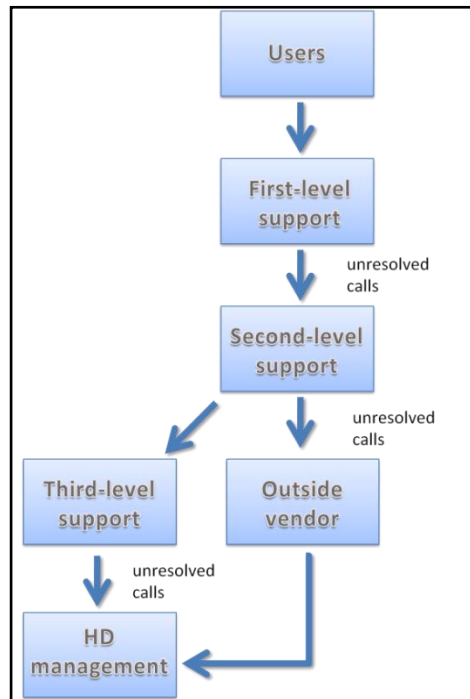 Users
First-level
support
unresolved
calls
Second-level
support
unresolved
calls
Third-level
support
Outside
vendor
unresolved
calls
HD
management